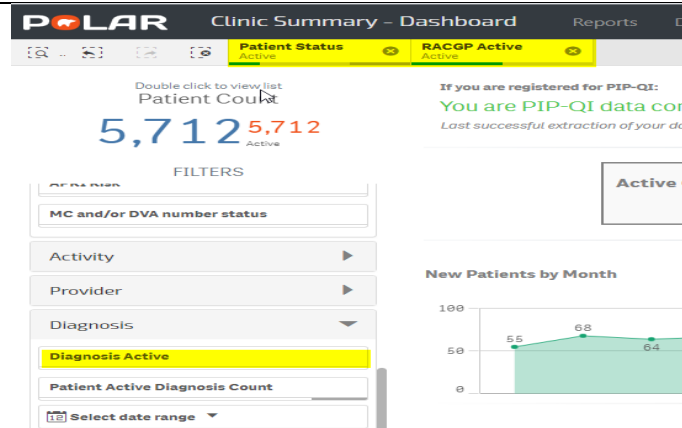 POLAR Clinic Summary – Dashboard Reports
Patient Status
Active
RACGP Active
Active
Double click to view list
Patient Count
5,712 5,712
Active
FILTERS
MC and/or DVA number status
Activity
Provider
Diagnosis
Diagnosis Active
Patient Active Diagnosis Count
12 Select date range
If you are registered for PIP-QI:
You are PIP-QI data con
Last successful extraction of your da
Active
New Patients by Month
100
50
0
55
68
64